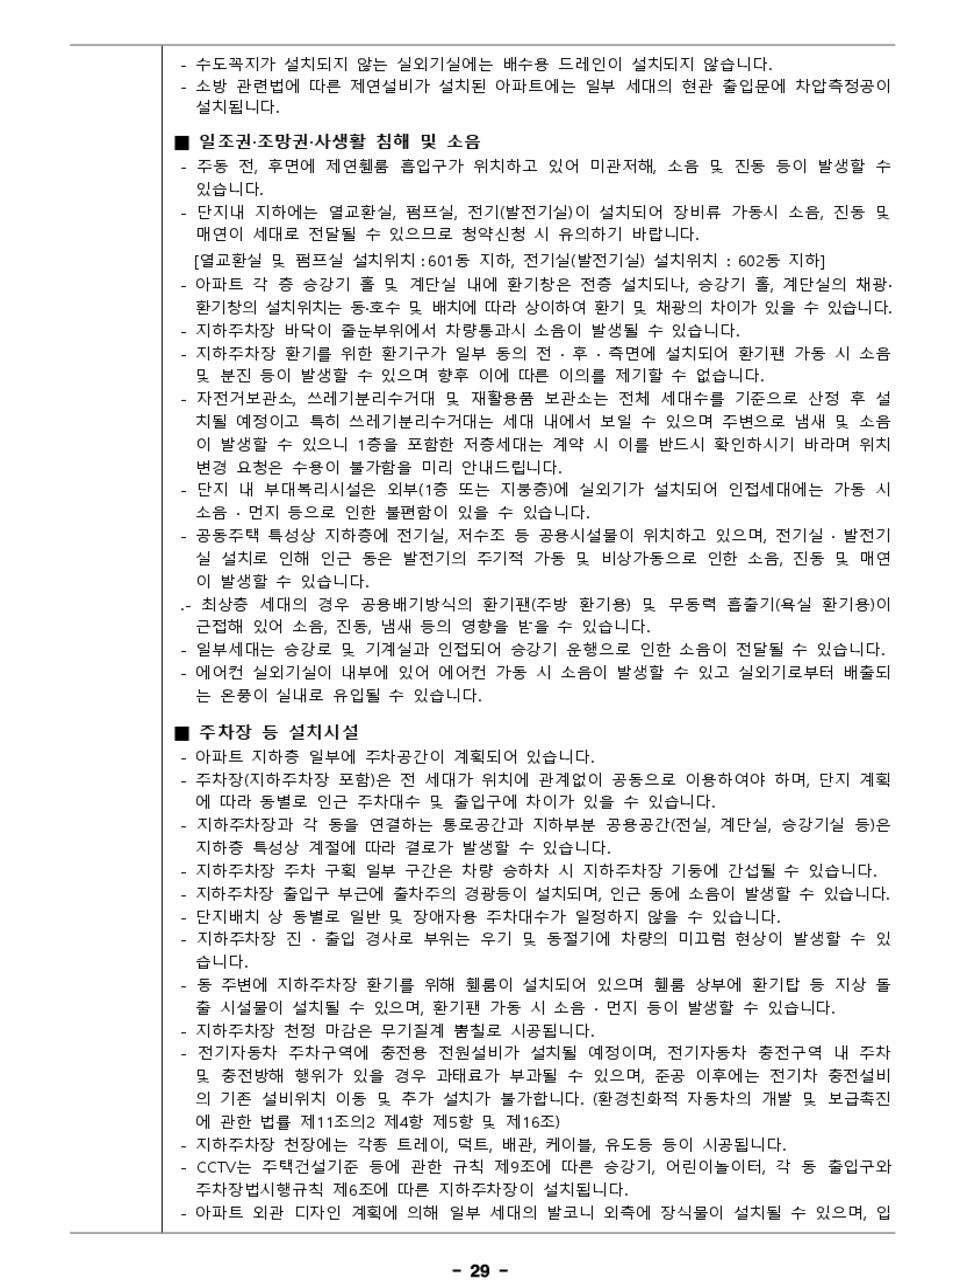 - 수도꼭지가 설치되지 않는 실외기실에는 배수용 드레인이 설치되지 않습니다.
- 소방 관련법에 따른 제연설비가 설치된 아파트에는 일부 세대의 현관 출입문에 차압측정공이
설치됩니다.
■ 일조권·조망권·사생활 침해 및 소음
- 주동 전, 후면에 제연휀룸 흡입구가 위치하고 있어 미관저해, 소음 및 진동 등이 발생할 수
있습니다.
- 단지내 지하에는 열교환실, 펌프실, 전기(발전기실)이 설치되어 장비류 가동시 소음, 진동 및
매연이 세대로 전달될 수 있으므로 청약신청 시 유의하기 바랍니다.
[열교환실 및 펌프실 설치위치 : 601동 지하, 전기실(발전기실) 설치위치 : 602동 지하]
- 아파트 각 층 승강기 홀 및 계단실 내에 환기창은 전층 설치되나, 승강기 홀, 계단실의 채광·
환기창의 설치위치는 동·호수 및 배치에 따라 상이하여 환기 및 채광의 차이가 있을 수 있습니다.
- 지하주차장 바닥이 줄눈부위에서 차량통과시 소음이 발생될 수 있습니다.
- 지하주차장 환기를 위한 환기구가 일부 동의 전 · 후 · 측면에 설치되어 환기팬 가동 시 소음
및 분진 등이 발생할 수 있으며 향후 이에 따른 이의를 제기할 수 없습니다.
- 자전거보관소, 쓰레기분리수거대 및 재활용품 보관소는 전체 세대수를 기준으로 산정 후 설
치될 예정이고 특히 쓰레기분리수거대는 세대 내에서 보일 수 있으며 주변으로 냄새 및 소음
이 발생할 수 있으니 1층을 포함한 저층세대는 계약 시 이를 반드시 확인하시기 바라며 위치
변경 요청은 수용이 불가함을 미리 안내드립니다.
- 단지 내 부대복리시설은 외부(1층 또는 지붕층)에 실외기가 설치되어 인접세대에는 가동 시
소음 · 먼지 등으로 인한 불편함이 있을 수 있습니다.
- 공동주택 특성상 지하층에 전기실, 저수조 등 공용시설물이 위치하고 있으며, 전기실 · 발전기
실 설치로 인해 인근 동은 발전기의 주기적 가동 및 비상가동으로 인한 소음, 진동 및 매연
이 발생할 수 있습니다.
.- 최상층 세대의 경우 공용배기방식의 환기팬(주방 환기용) 및 무동력 흡출기(욕실 환기용)이
근접해 있어 소음, 진동, 냄새 등의 영향을 받을 수 있습니다.
- 일부세대는 승강로 및 기계실과 인접되어 승강기 운행으로 인한 소음이 전달될 수 있습니다.
- 에어컨 실외기실이 내부에 있어 에어컨 가동 시 소음이 발생할 수 있고 실외기로부터 배출되
는 온풍이 실내로 유입될 수 있습니다.
■ 주차장 등 설치시설
- 아파트 지하층 일부에 주차공간이 계획되어 있습니다.
- 주차장(지하주차장 포함)은 전 세대가 위치에 관계없이 공동으로 이용하여야 하며, 단지 계획
에 따라 동별로 인근 주차대수 및 출입구에 차이가 있을 수 있습니다.
- 지하주차장과 각 동을 연결하는 통로공간과 지하부분 공용공간(전실, 계단실, 승강기실 등)은
지하층 특성상 계절에 따라 결로가 발생할 수 있습니다.
- 지하주차장 주차 구획 일부 구간은 차량 승하차 시 지하주차장 기둥에 간섭될 수 있습니다.
- 지하주차장 출입구 부근에 출차주의 경광등이 설치되며, 인근 동에 소음이 발생할 수 있습니다.
- 단지배치 상 동별로 일반 및 장애자용 주차대수가 일정하지 않을 수 있습니다.
- 지하주차장 진 · 출입 경사로 부위는 우기 및 동절기에 차량의 미끄럼 현상이 발생할 수 있
습니다.
- 동 주변에 지하주차장 환기를 위해 휀룸이 설치되어 있으며 휀룸 상부에 환기탑 등 지상 돌
출 시설물이 설치될 수 있으며, 환기팬 가동 시 소음 · 먼지 등이 발생할 수 있습니다.
- 지하주차장 천정 마감은 무기질계 뿜칠로 시공됩니다.
- 전기자동차 주차구역에 충전용 전원설비가 설치될 예정이며, 전기자동차 충전구역 내 주차
및 충전방해 행위가 있을 경우 과태료가 부과될 수 있으며, 준공 이후에는 전기차 충전설비
의 기존 설비위치 이동 및 추가 설치가 불가합니다. (환경친화적 자동차의 개발 및 보급촉진
에 관한 법률 제11조의2 제4항 제5항 및 제16조)
- 지하주차장 천장에는 각종 트레이, 덕트, 배관, 케이블, 유도등 등이 시공됩니다.
- CCTV는 주택건설기준 등에 관한 규칙 제9조에 따른 승강기, 어린이놀이터, 각 동 출입구와
주차장법시행규칙 제6조에 따른 지하주차장이 설치됩니다.
- 아파트 외관 디자인 계획에 의해 일부 세대의 발코니 외측에 장식물이 설치될 수 있으며, 입
- 29 -